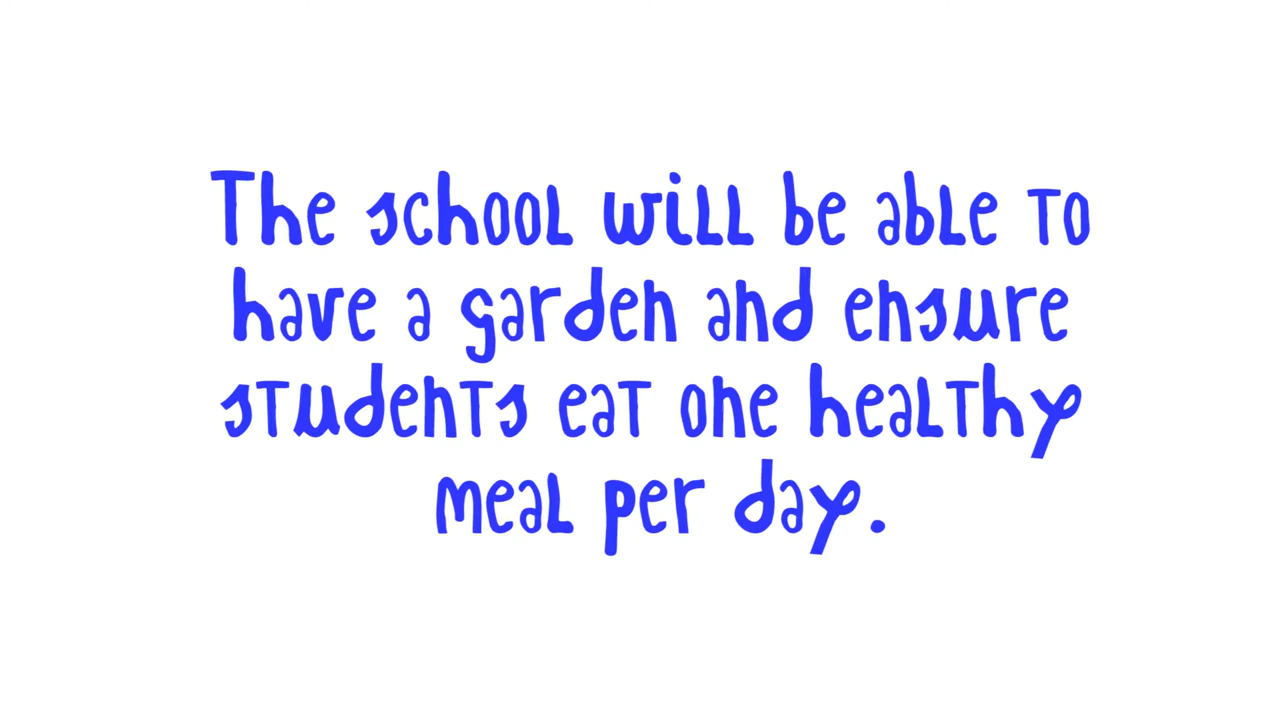 The school will be able to
have a garden and ensure
students eat one healthy
meal per day.